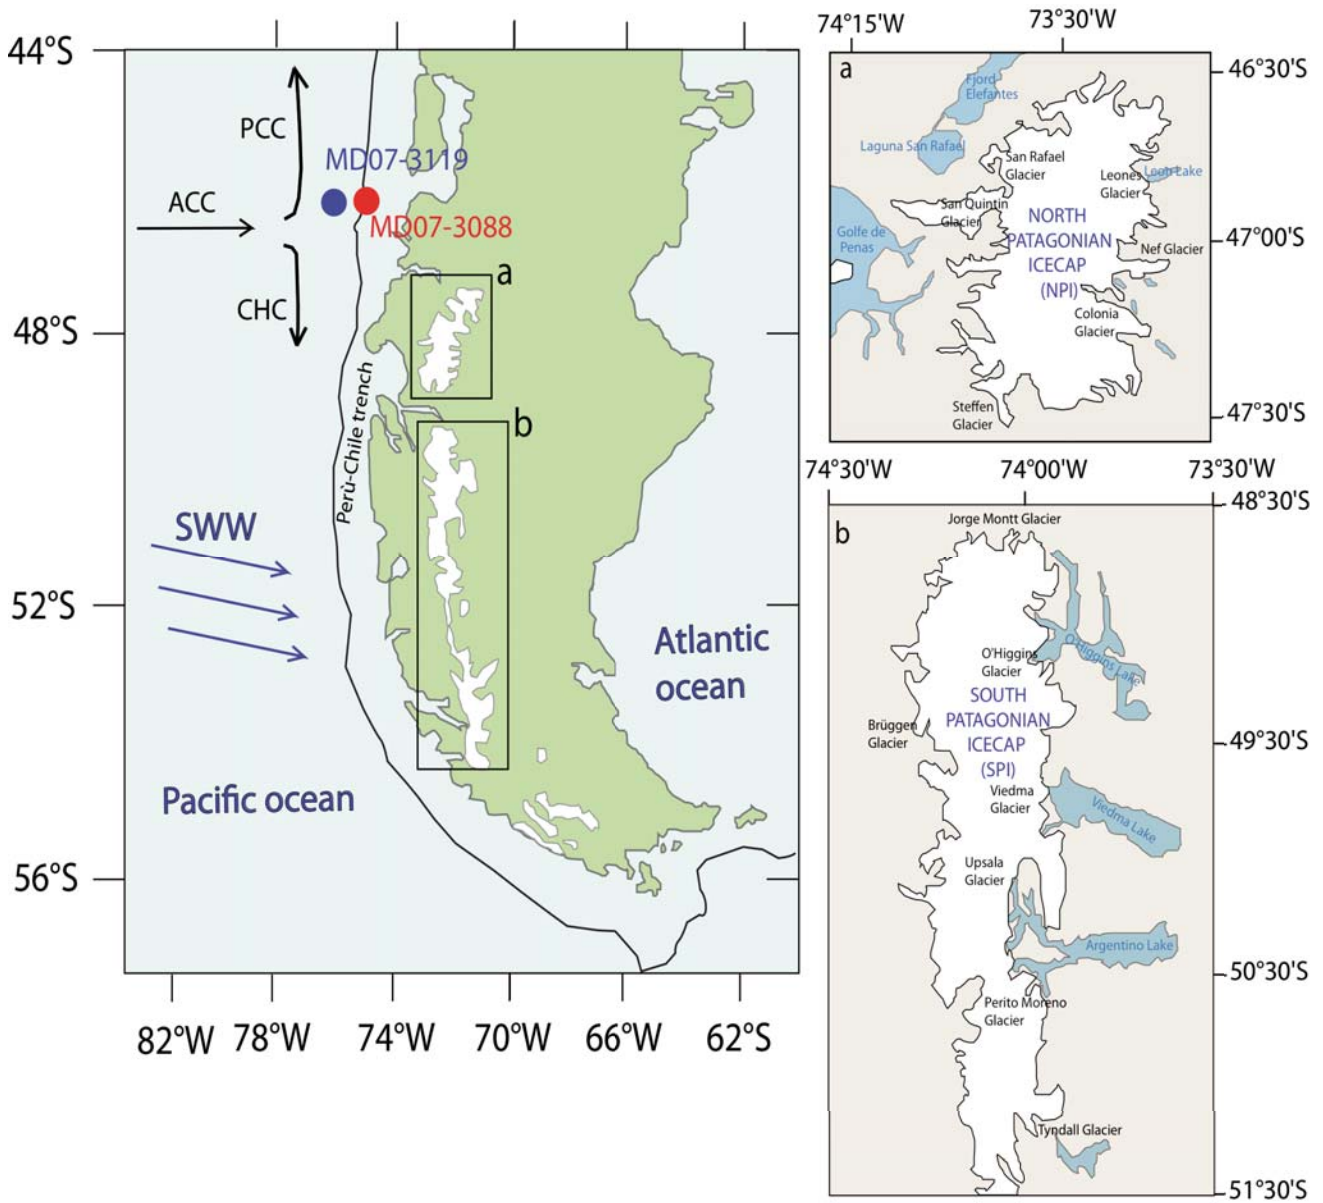 44°S
48°S
52°S
56°S
82°W
78°W
74°W
70°W
66°W
62°S
PCC
ACC
CHC
MD07-3119
MD07-3088
a
b
Perù-Chile trench
SWW
Pacific ocean
Atlantic
ocean
74°15'W
73°30'W
46°30'S
47°00'S
47°30'S
a
Fjord
Elefantes
Laguna San Rafael
San Rafael
Glacier
Leones
Glacier
Leon Lake
San Quintin
Glacier
Golfe de
Penas
NORTH
PATAGONIAN
ICECAP
(NPI)
Nef Glacier
Colonia
Glacier
Steffen
Glacier
74°30'W
74°00'W
73°30'W
48°30'S
49°30'S
50°30'S
51°30'S
b
Jorge Montt Glacier
O'Higgins
Glacier
O'Higgins Lake
SOUTH
PATAGONIAN
ICECAP
(SPI)
Brüggen
Glacier
Viedma
Glacier
Viedma Lake
Upsala
Glacier
Argentino Lake
Perito Moreno
Glacier
Tyndall Glacier